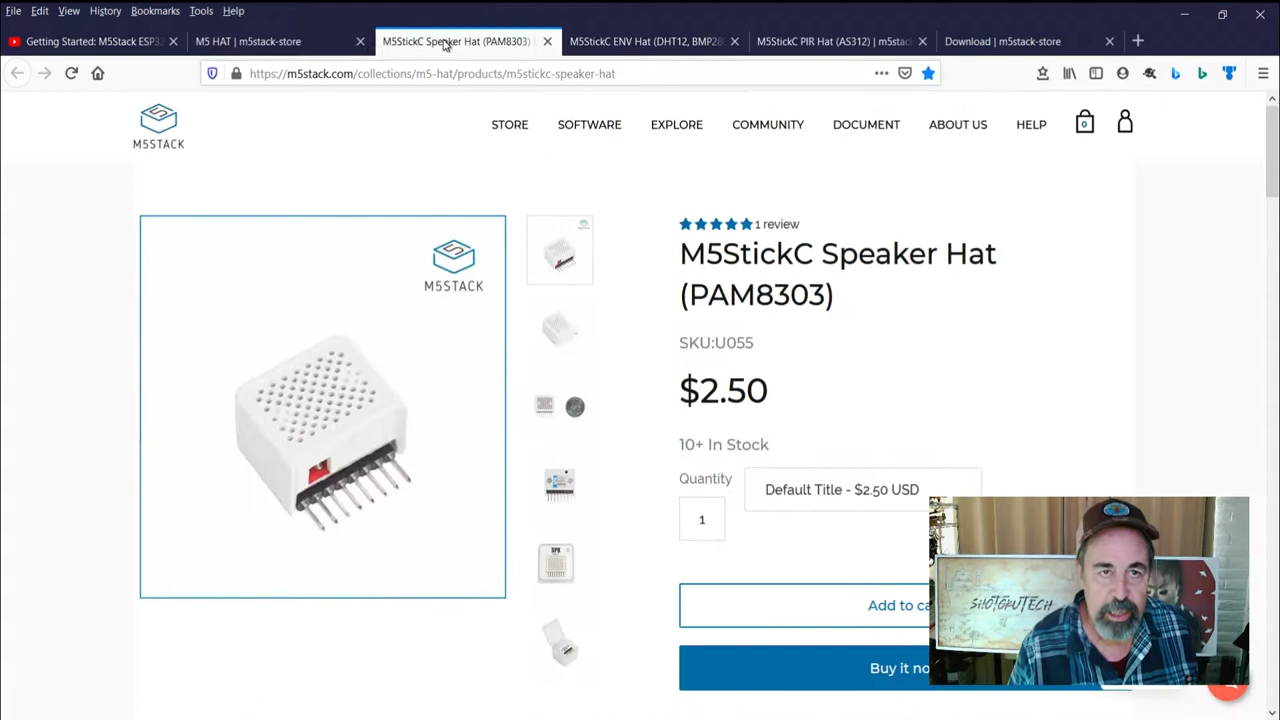 File Edit View History Bookmarks Tools Help
Getting Started: M5Stack ESP3
M5 HAT | m5stack-store
M5StickC Speaker Hat (PAM8303)
M5StickC ENV Hat (DHT12, BMP28
M5StickC PIR Hat (AS312) | m5stac
Download | m5stack-store
https://m5stack.com/collections/m5-hat/products/m5stickc-speaker-hat
M5STACK
STORE
SOFTWARE
EXPLORE
COMMUNITY
DOCUMENT
ABOUT US
HELP
0
M5STACK
1 review
M5StickC Speaker Hat
(PAM8303)
SKU:U055
$2.50
10+ In Stock
Quantity
Default Title - $2.50 USD
1
SPK
Add to ca
Buy it no
SHOTOKUTECH